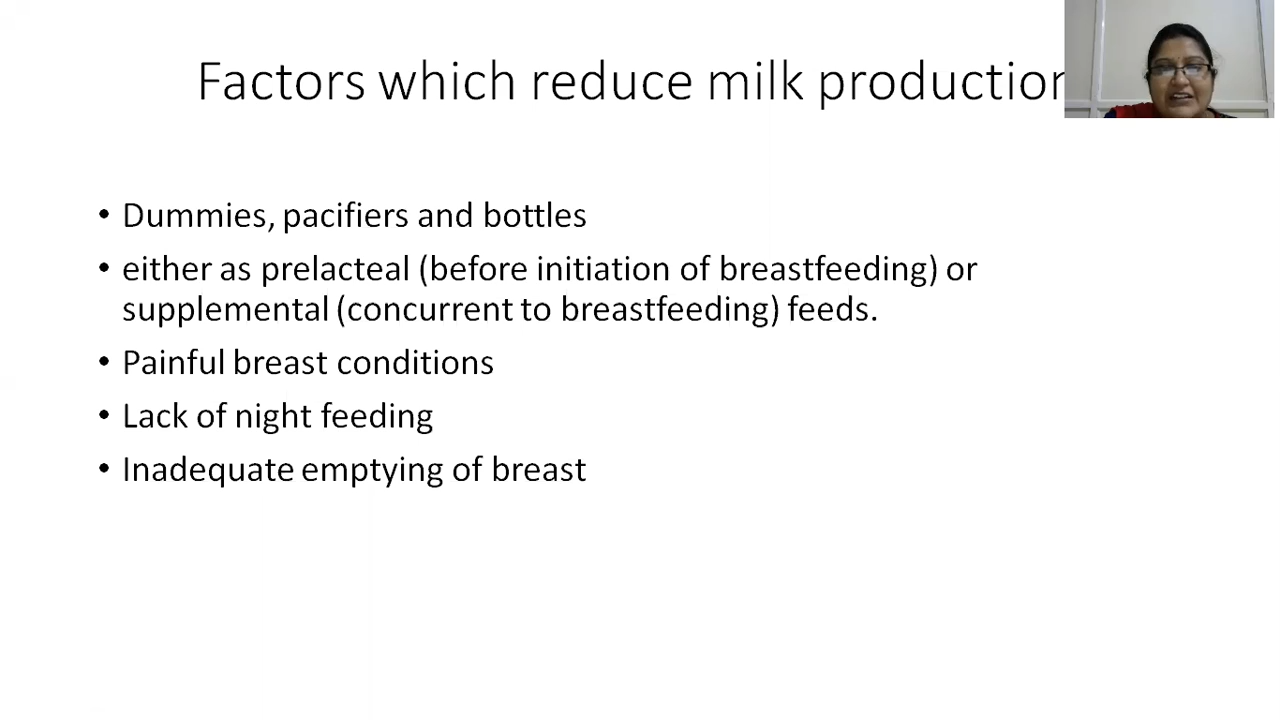 Factors which reduce milk production
• Dummies, pacifiers and bottles
• either as prelacteal (before initiation of breastfeeding) or
supplemental (concurrent to breastfeeding) feeds.
• Painful breast conditions
• Lack of night feeding
• Inadequate emptying of breast